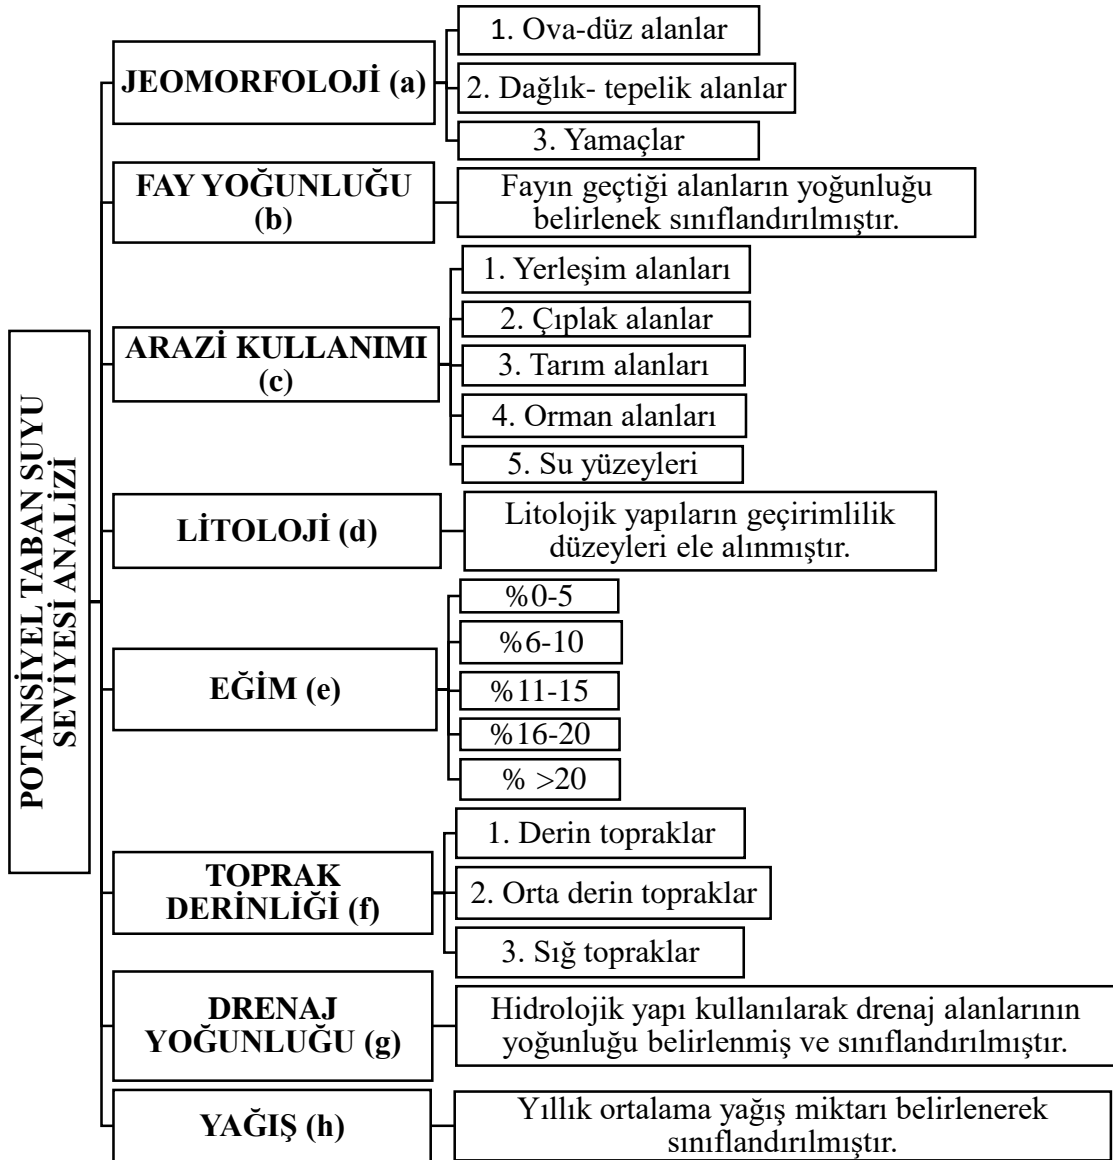 POTANSİYEL TABAN SUYU
SEVİYESİ ANALİZİ
JEOMORFOLOJİ (a)
1. Ova-düz alanlar
2. Dağlık- tepelik alanlar
3. Yamaçlar
FAY YOĞUNLUĞU
(b)
Fayın geçtiği alanların yoğunluğu
belirlenek sınıflandırılmıştır.
ARAZİ KULLANIMI
(c)
1. Yerleşim alanları
2. Çıplak alanlar
3. Tarım alanları
4. Orman alanları
5. Su yüzeyleri
LİTOLOJİ (d)
Litolojik yapıların geçirimlilik
düzeyleri ele alınmıştır.
EĞİM (e)
%0-5
%6-10
%11-15
%16-20
% >20
TOPRAK
DERİNLİĞİ (f)
1. Derin topraklar
2. Orta derin topraklar
3. Sığ topraklar
DRENAJ
YOĞUNLUĞU (g)
Hidrolojik yapı kullanılarak drenaj alanlarının
yoğunluğu belirlenmiş ve sınıflandırılmıştır.
YAĞIŞ (h)
Yıllık ortalama yağış miktarı belirlenerek
sınıflandırılmıştır.